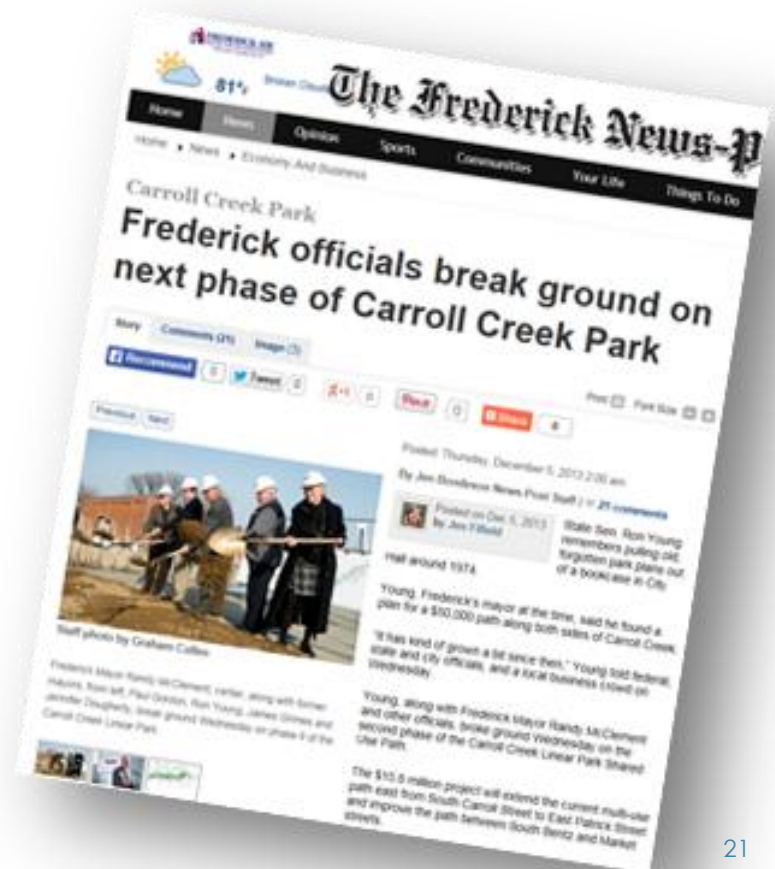 81°F
The Frederick News-P
Home News Opinion Sports Communities Your Life Things To Do
Home News Economy And Business
Carroll Creek Park
Frederick officials break ground on
next phase of Carroll Creek Park
Story Comments (21) Image (3)
Recommend 0 Tweet 0 +1 0 Pin it 0 Share
Print Font Size
Previous Next
Posted: Thursday, December 5, 2013 2:00 am
By Jen News-Post Staff | 21 comments
Posted on Dec 5, 2013
by Jen Fifield
State Sen. Ron Young
remembers pulling old,
forgotten park plans out
of a bookcase in City
Hall around 1974.
Young, Frederick's mayor at the time, said he found a
plan for a $50,000 path along both sides of Carroll Creek.
"It has kind of grown a bit since then," Young told federal,
state and city officials, and a local business crowd on
Wednesday.
Young, along with Frederick Mayor Randy McClement
and other officials, broke ground Wednesday on the
second phase of the Carroll Creek Linear Park Shared
Use Path.
The $15.8 million project will extend the current multi-use
path east from South Carroll Street to East Patrick Street
and improve the path between South Bentz and Market
streets.
Staff photo by Graham Cullen
Frederick Mayor Randy McClement, center, along with former
mayors, from left, Paul Gordon, Ron Young, James Grimes and
Jennifer Dougherty, break ground Wednesday on phase II of the
Carroll Creek Linear Park.
21